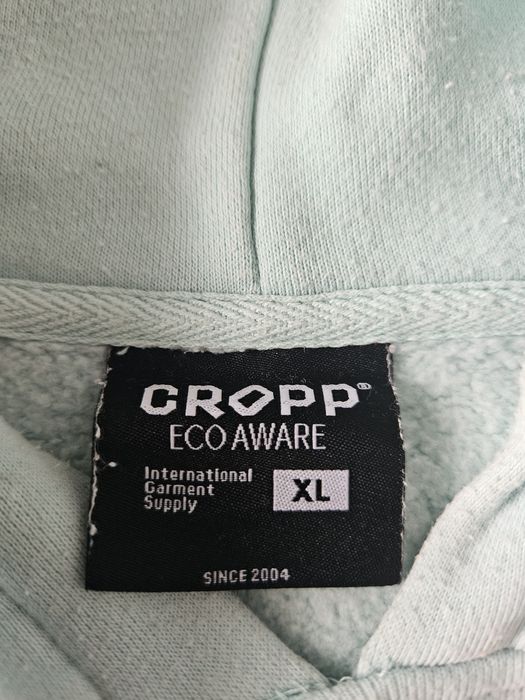 CROPP®
ECO AWARE
International
Garment
Supply
XL
SINCE 2004